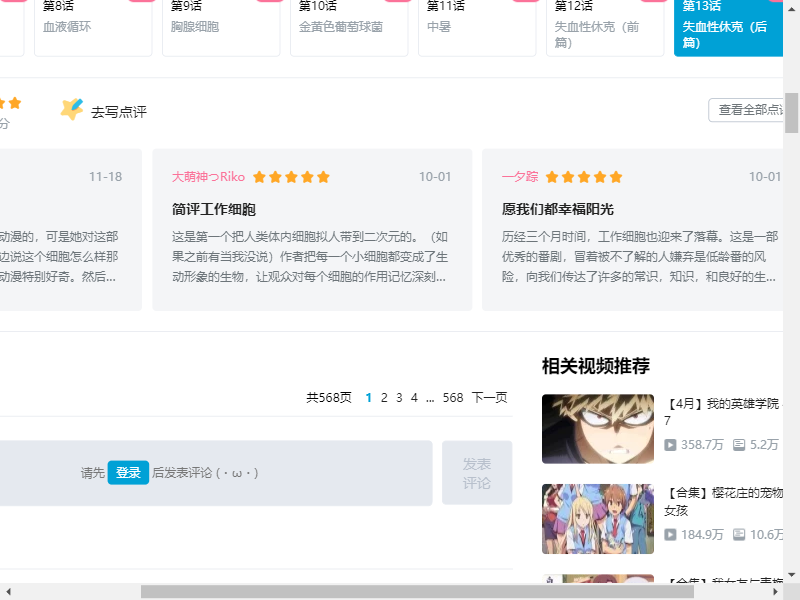 第8话
血液循环
第9话
胸腺细胞
第10话
金黄色葡萄球菌
第11话
中暑
第12话
失血性休克（前
篇）
第13话
失血性休克（后
篇）
分
去写点评
查看全部点
11-18
动漫的，可是她对这部
边说这个细胞怎么样那
动漫特别好奇。然后...
大萌神つRiko
10-01
简评工作细胞
这是第一个把人类体内细胞拟人带到二次元的。（如
果之前有当我没说）作者把每一个小细胞都变成了生
动形象的生物，让观众对每个细胞的作用记忆深刻...
一夕踪
10-01
愿我们都幸福阳光
历经三个月时间，工作细胞也迎来了落幕。这是一部
优秀的番剧，冒着被不了解的人嫌弃是低龄番的风
险，向我们传达了许多的常识，知识，和良好的生...
共568页 1 2 3 4 ... 568 下一页
请先 登录 后发表评论 (・ω・)
发表
评论
相关视频推荐
【4月】我的英雄学院
7
358.7万 5.2万
【合集】樱花庄的宠物
女孩
184.9万 10.6万